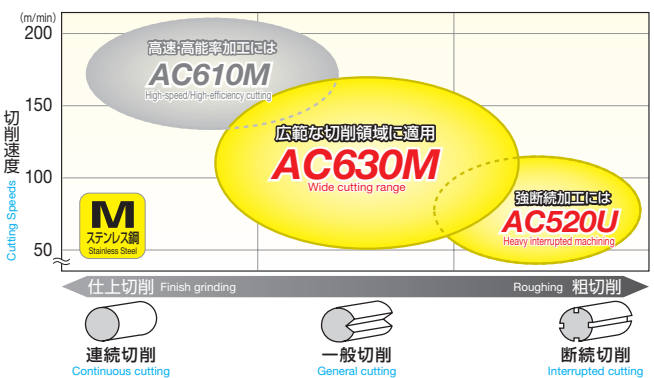 (m/min)
200
150
100
50
切削速度
Cutting Speeds
高速・高能率加工には
AC610M
High-speed/High-efficiency cutting
広範な切削領域に適用
AC630M
Wide cutting range
強断続加工には
AC520U
Heavy interrupted machining
M
ステンレス鋼
Stainless Steel
仕上切削 Finish grinding
Roughing 粗切削
連続切削
Continuous cutting
一般切削
General cutting
断続切削
Interrupted cutting